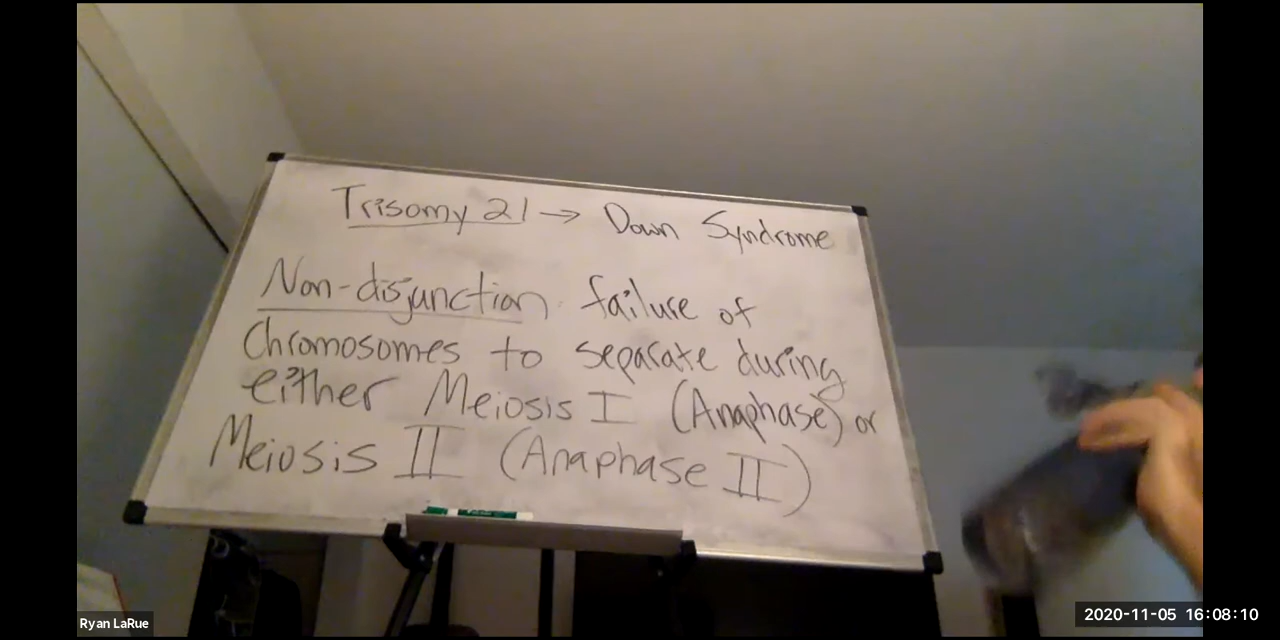 Trisomy 21 → Down Syndrome
Non-disjunction: failure of
Chromosomes to separate during
either Meiosis I (Anaphase) or
Meiosis II (Anaphase II)
Ryan LaRue
2020-11-05 16:08:10